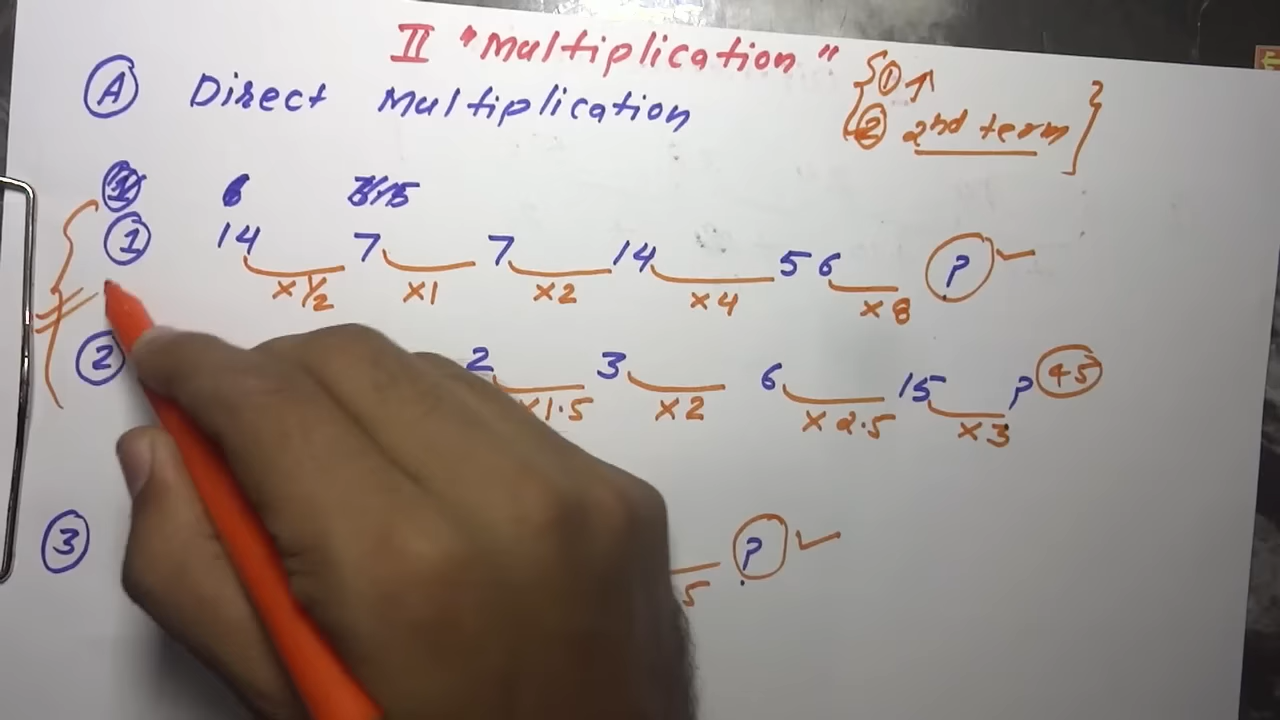 II "Multiplication"
{① ↑
② 2nd term}
Ⓐ Direct Multiplication
① 14 7 7 14 56 ?
×1/2 ×1 ×2 ×4 ×8
② 2 3 6 15 ? 45
×1.5 ×2 ×2.5 ×3
③ ?
5